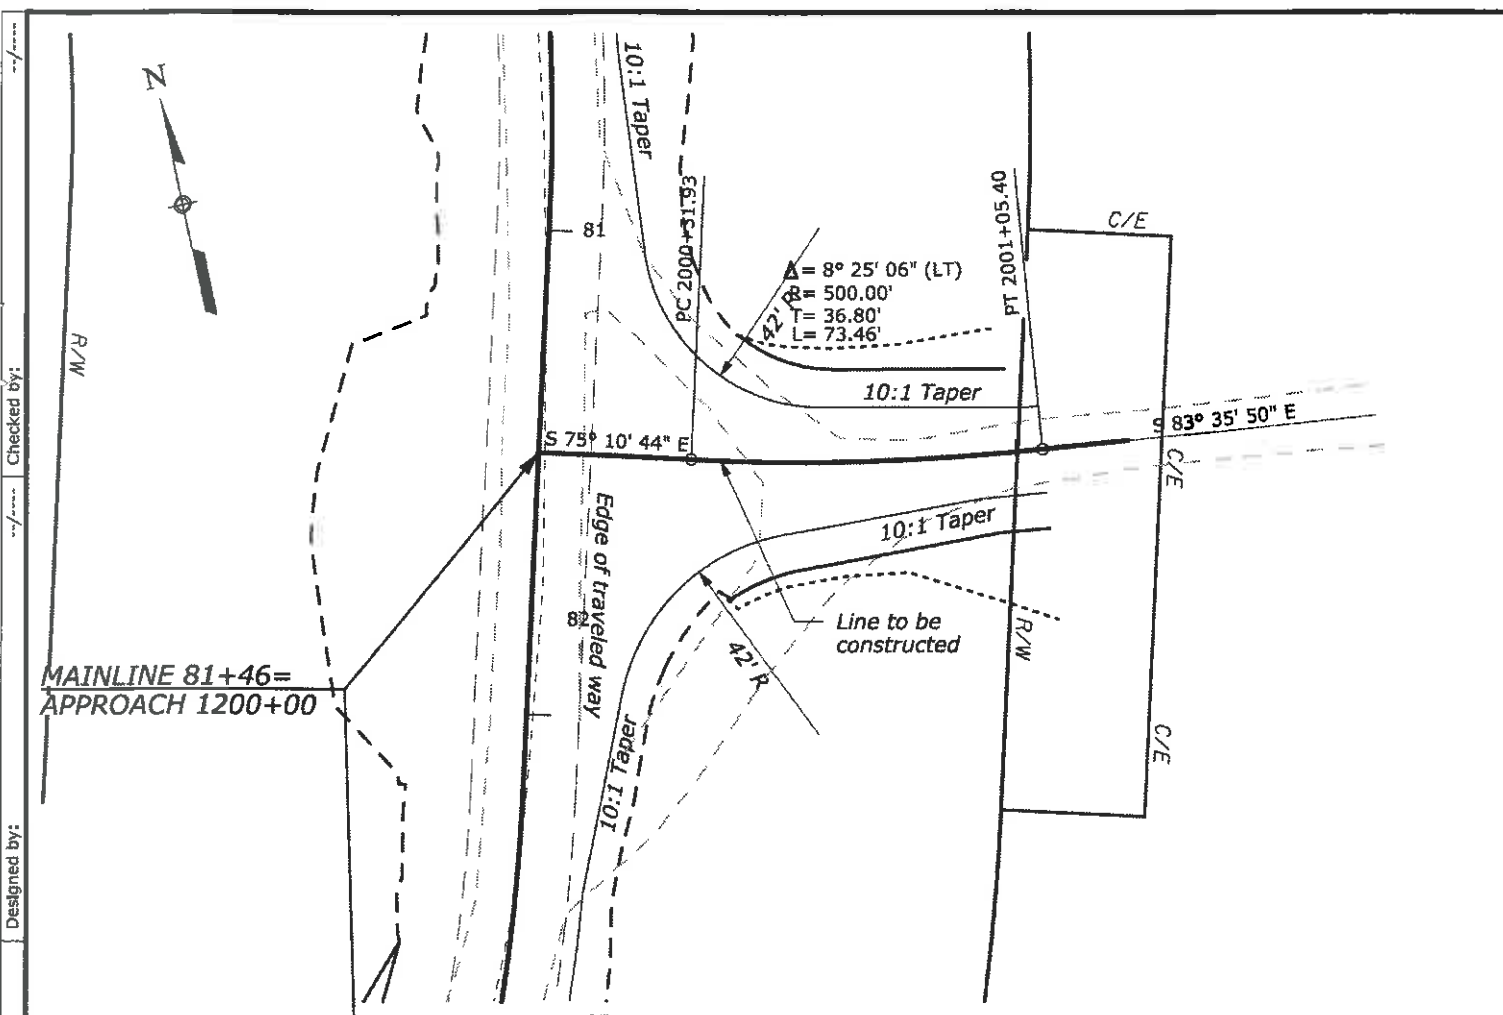 --/----
Checked by:
--/----
Designed by:
N
R/W
10:1 Taper
81
PC 2000+31.93
Δ= 8° 25' 06" (LT)
R= 500.00'
T= 36.80'
L= 73.46'
42' R
PT 2001+05.40
C/E
10:1 Taper
S 83° 35' 50" E
S 75° 10' 44" E
C/E
Edge of traveled way
10:1 Taper
82
Line to be
constructed
R/W
42' R
MAINLINE 81+46=
APPROACH 1200+00
10:1 Taper
C/E